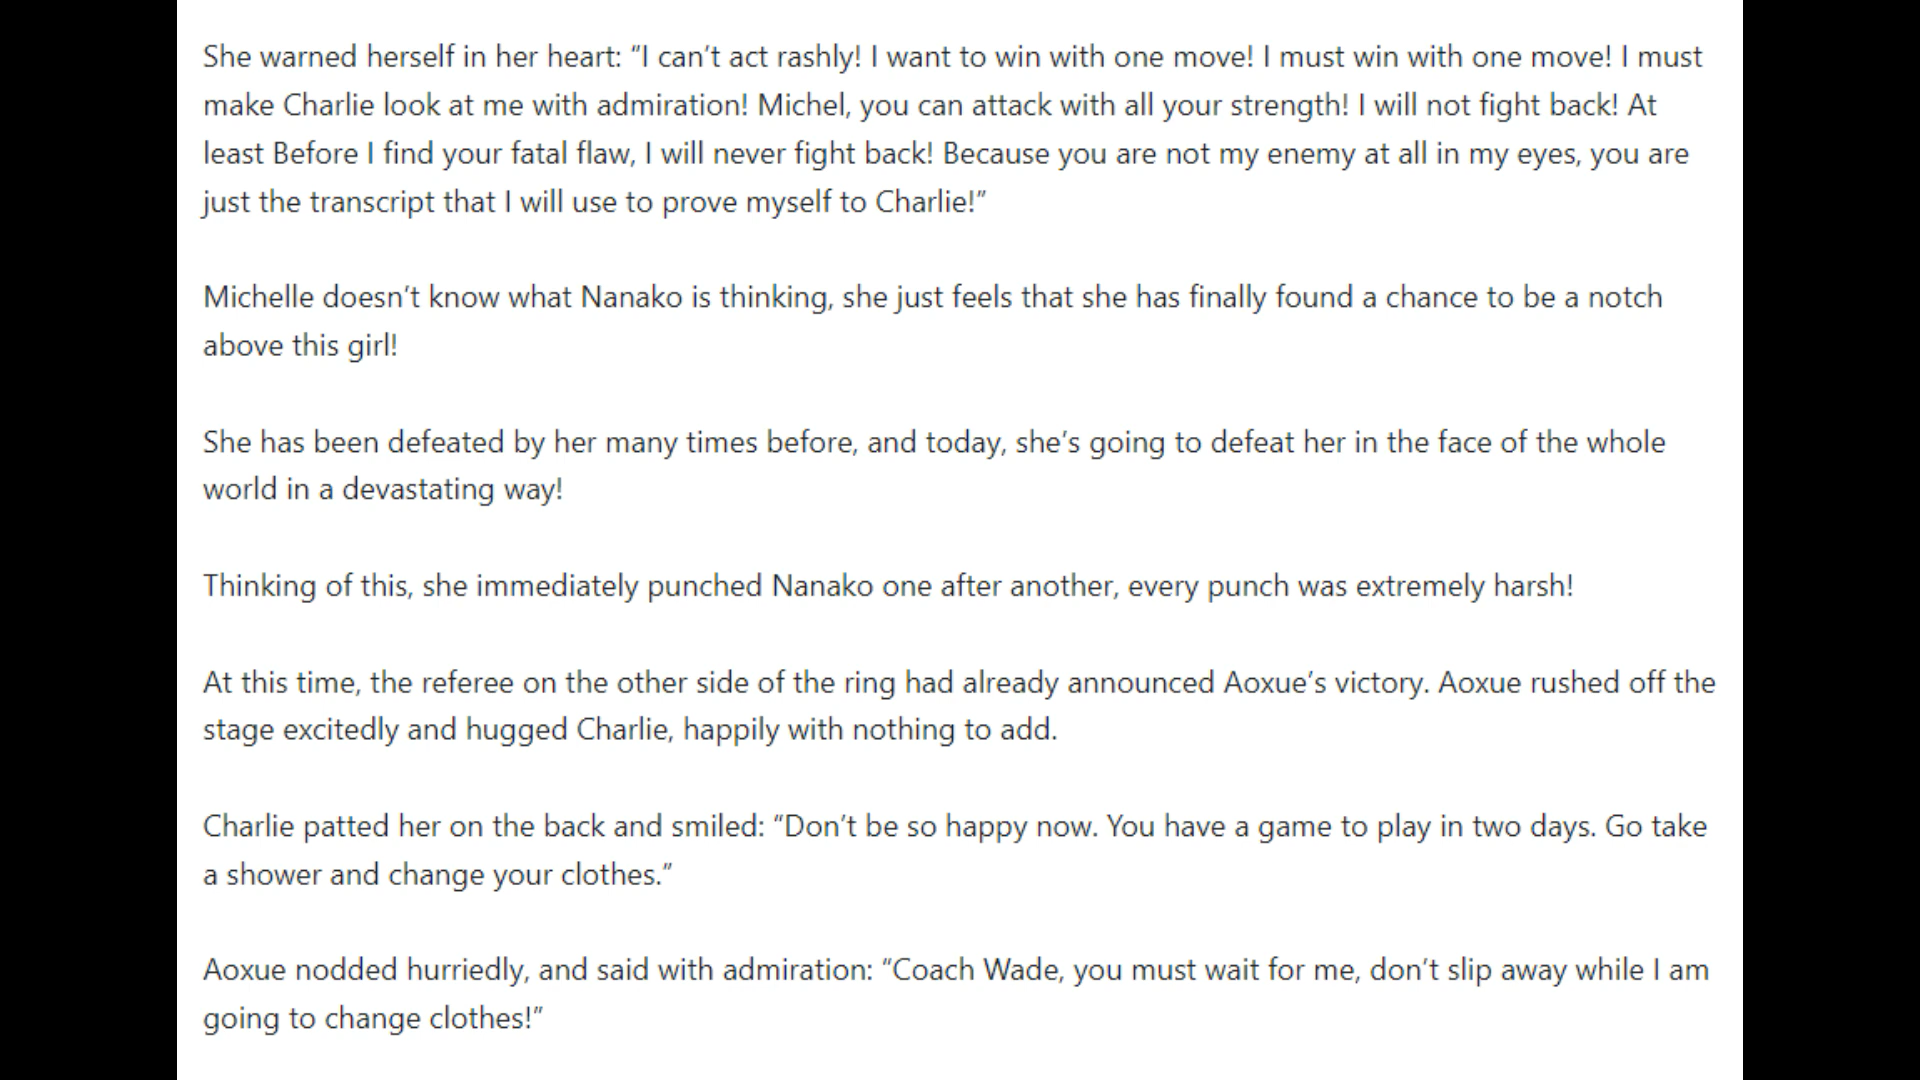 She warned herself in her heart: “I can’t act rashly! I want to win with one move! I must win with one move! I must
make Charlie look at me with admiration! Michel, you can attack with all your strength! I will not fight back! At
least Before I find your fatal flaw, I will never fight back! Because you are not my enemy at all in my eyes, you are
just the transcript that I will use to prove myself to Charlie!”
Michelle doesn’t know what Nanako is thinking, she just feels that she has finally found a chance to be a notch
above this girl!
She has been defeated by her many times before, and today, she’s going to defeat her in the face of the whole
world in a devastating way!
Thinking of this, she immediately punched Nanako one after another, every punch was extremely harsh!
At this time, the referee on the other side of the ring had already announced Aoxue’s victory. Aoxue rushed off the
stage excitedly and hugged Charlie, happily with nothing to add.
Charlie patted her on the back and smiled: “Don’t be so happy now. You have a game to play in two days. Go take
a shower and change your clothes.”
Aoxue nodded hurriedly, and said with admiration: “Coach Wade, you must wait for me, don’t slip away while I am
going to change clothes!”